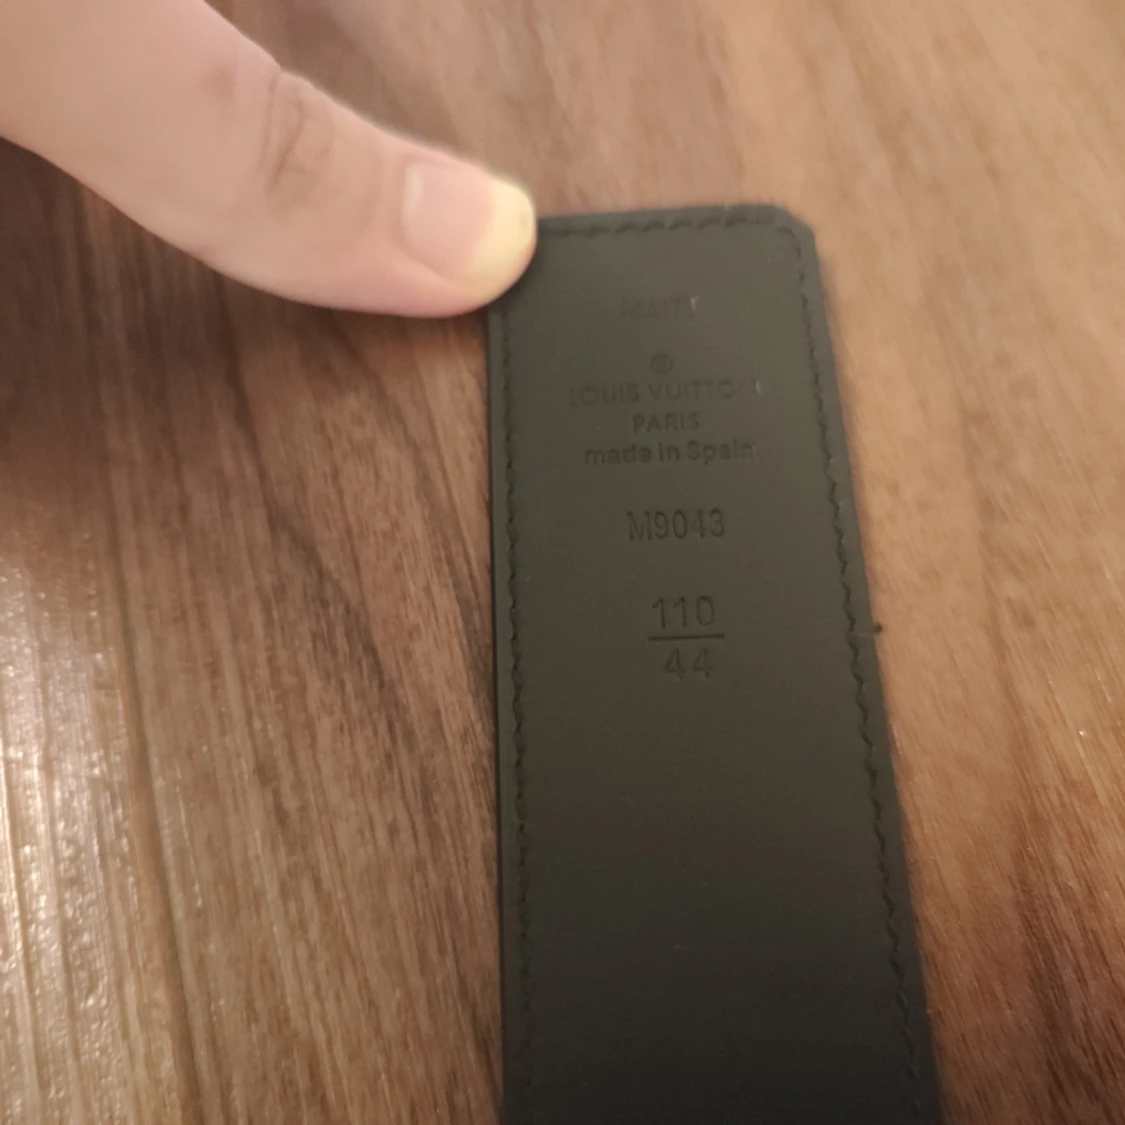 LOUIS VUITTON
PARIS
made in Spain
M9043
110
44